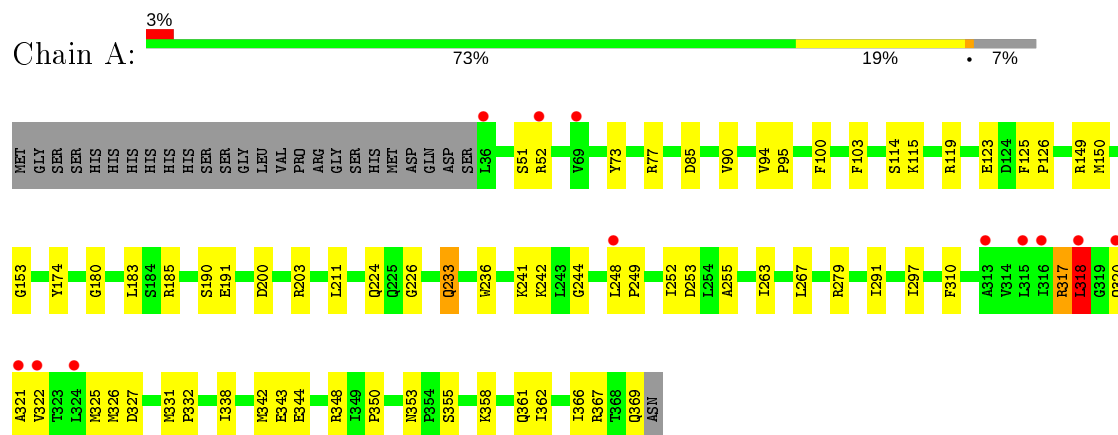 3%
Chain A:
73% 19% • 7%
MET GLY SER SER HIS HIS HIS HIS HIS HIS SER SER GLY LEU VAL PRO ARG GLY SER HIS MET ASP GLN ASP SER L36 S51 R52 V69 Y73 R77 D85 V90 V94 P95 F100 F103 S114 K115 R119 E123 D124 F125 P126 R149 M150
G153 Y174 G180 L183 S184 R185 S190 E191 D200 R203 L211 Q224 Q225 G226 Q233 W236 K241 K242 L243 G244 L248 P249 I252 D253 L254 A255 I263 L267 R279 I291 I297 F310 A313 V314 L315 I316 R317 L318 G319
A321 V322 T323 L324 M325 M326 D327 M331 P332 I338 M342 E343 E344 R348 I349 P350 N353 P354 S355 K358 Q361 I362 I366 R367 T368 Q369 ASN